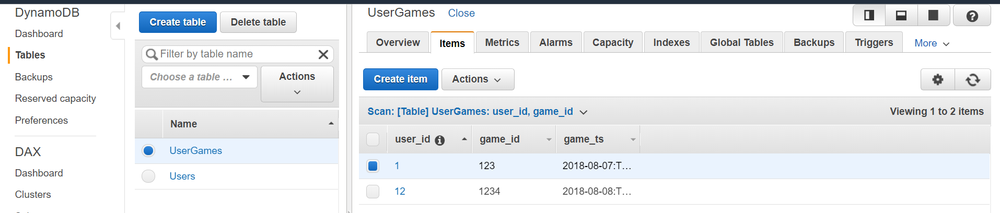 DynamoDB
Dashboard
Tables
Backups
Reserved capacity
Preferences
DAX
Dashboard
Clusters
Create table
Delete table
Filter by table name
Choose a table ...
Actions
Name
UserGames
Users
UserGames Close
Overview Items Metrics Alarms Capacity Indexes Global Tables Backups Triggers More
Create item Actions
Scan: [Table] UserGames: user_id, game_id Viewing 1 to 2 items
user_id game_id game_ts
1 123 2018-08-07:T...
12 1234 2018-08-08:T...